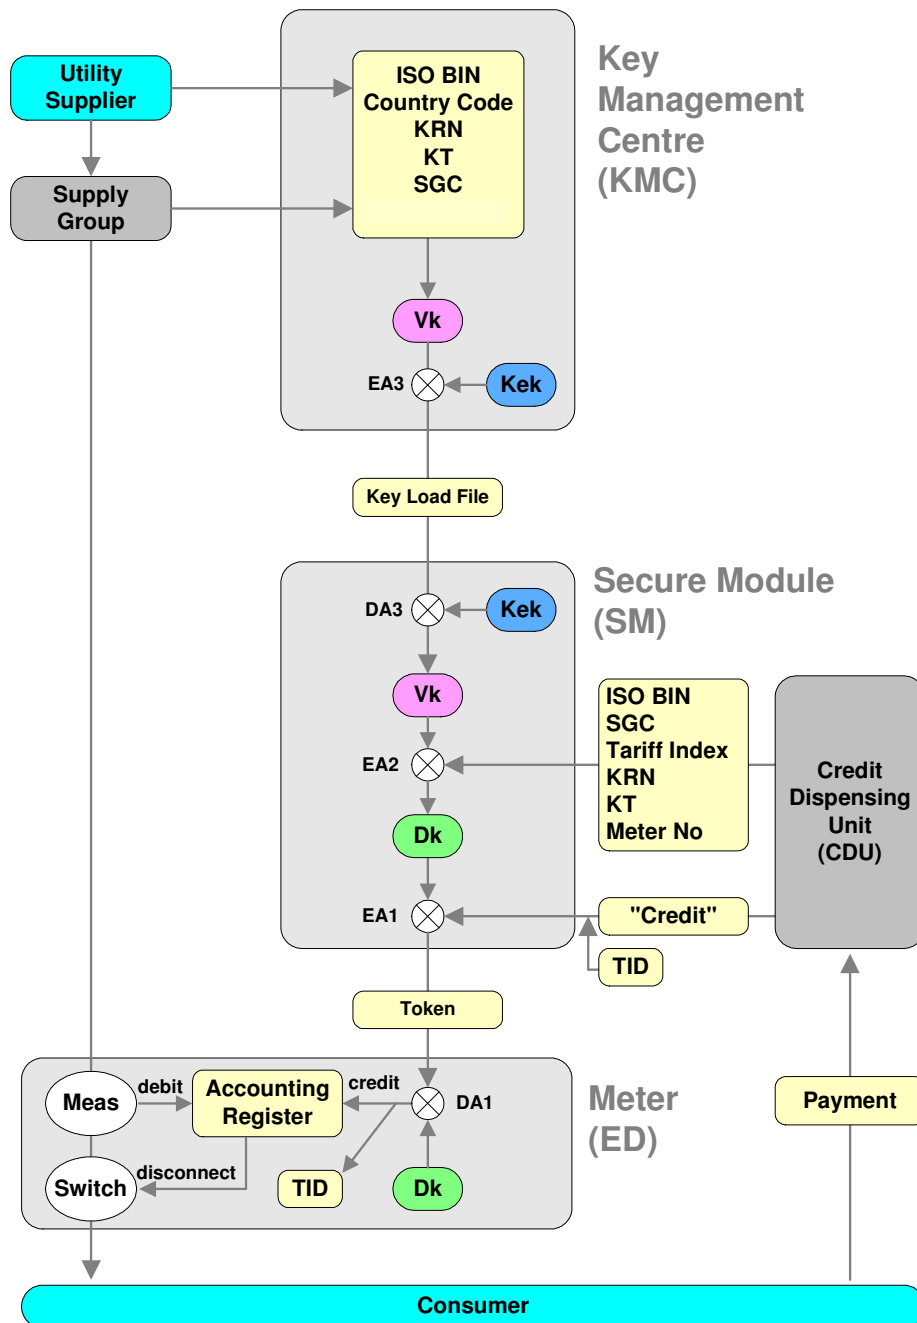 Utility
Supplier
Supply
Group
ISO BIN
Country Code
KRN
KT
SGC
Key
Management
Centre
(KMC)
Vk
EA3
Kek
Key Load File
Secure Module
(SM)
DA3
Kek
Vk
EA2
ISO BIN
SGC
Tariff Index
KRN
KT
Meter No
Credit
Dispensing
Unit
(CDU)
Dk
EA1
"Credit"
TID
Token
Meas
debit
Accounting
Register
credit
DA1
Meter
(ED)
Payment
Switch
disconnect
TID
Dk
Consumer